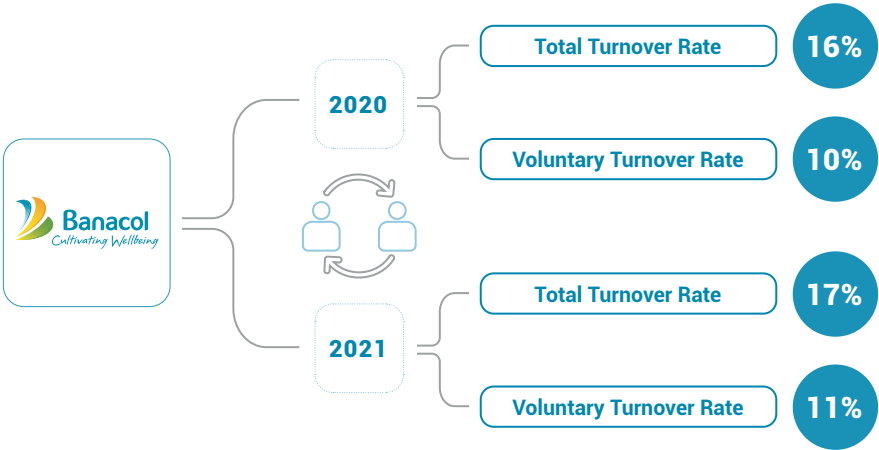 Banacol
Cultivating Wellbeing
2020
Total Turnover Rate
16%
Voluntary Turnover Rate
10%
2021
Total Turnover Rate
17%
Voluntary Turnover Rate
11%